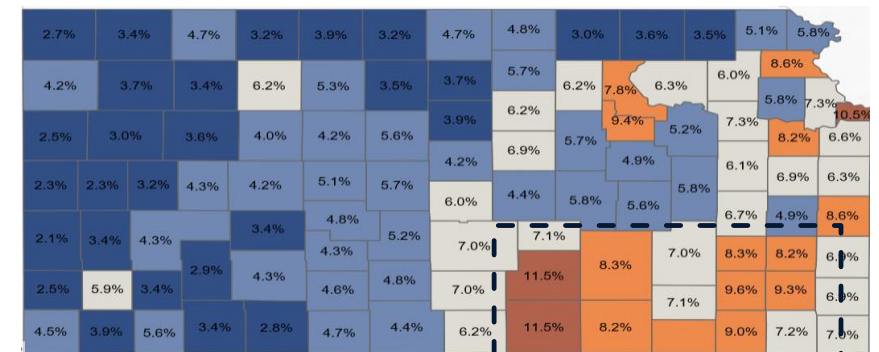 2.7% 3.4% 4.7% 3.2% 3.9% 3.2% 4.7% 4.8% 3.0% 3.6% 3.5% 5.1% 5.8%
4.2% 3.7% 3.4% 6.2% 5.3% 3.5% 3.7% 5.7% 6.2% 7.8% 6.3% 6.0% 8.6%
5.8% 7.3% 10.5%
2.5% 3.0% 3.6% 4.0% 4.2% 5.6% 3.9% 6.2% 9.4% 5.2% 7.3% 8.2% 6.6%
4.2% 6.9% 5.7% 4.9% 6.1%
2.3% 2.3% 3.2% 4.3% 4.2% 5.1% 5.7% 6.9% 6.3%
6.0% 4.4% 5.8% 5.6% 5.8% 6.7% 4.9% 8.6%
2.1% 3.4% 4.3% 3.4% 4.8% 5.2% 7.0% 7.1%
4.3% 7.0% 8.3% 8.2%
2.9% 4.3% 11.5% 8.3%
2.5% 5.9% 3.4% 4.6% 4.8% 7.0% 7.1% 9.6% 9.3%
4.5% 3.9% 5.6% 3.4% 2.8% 4.7% 4.4% 6.2% 11.5% 8.2% 9.0% 7.2%